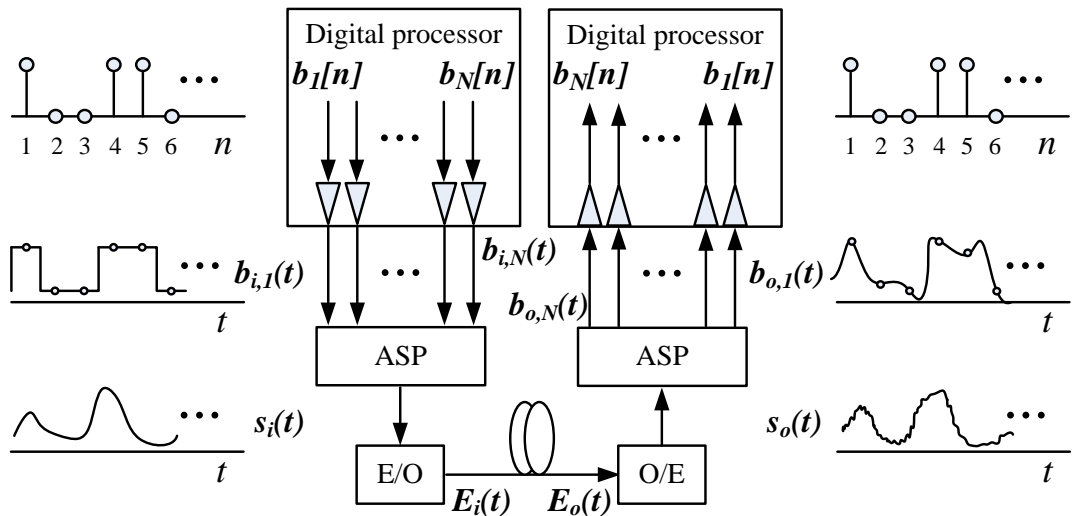 Digital processor
b1[n] bN[n]
Digital processor
bN[n] b1[n]
1 2 3 4 5 6 n
1 2 3 4 5 6 n
bi,1(t)
t
bi,N(t)
bo,N(t)
bo,1(t)
t
ASP
ASP
si(t)
t
so(t)
t
E/O
O/E
Ei(t) Eo(t)